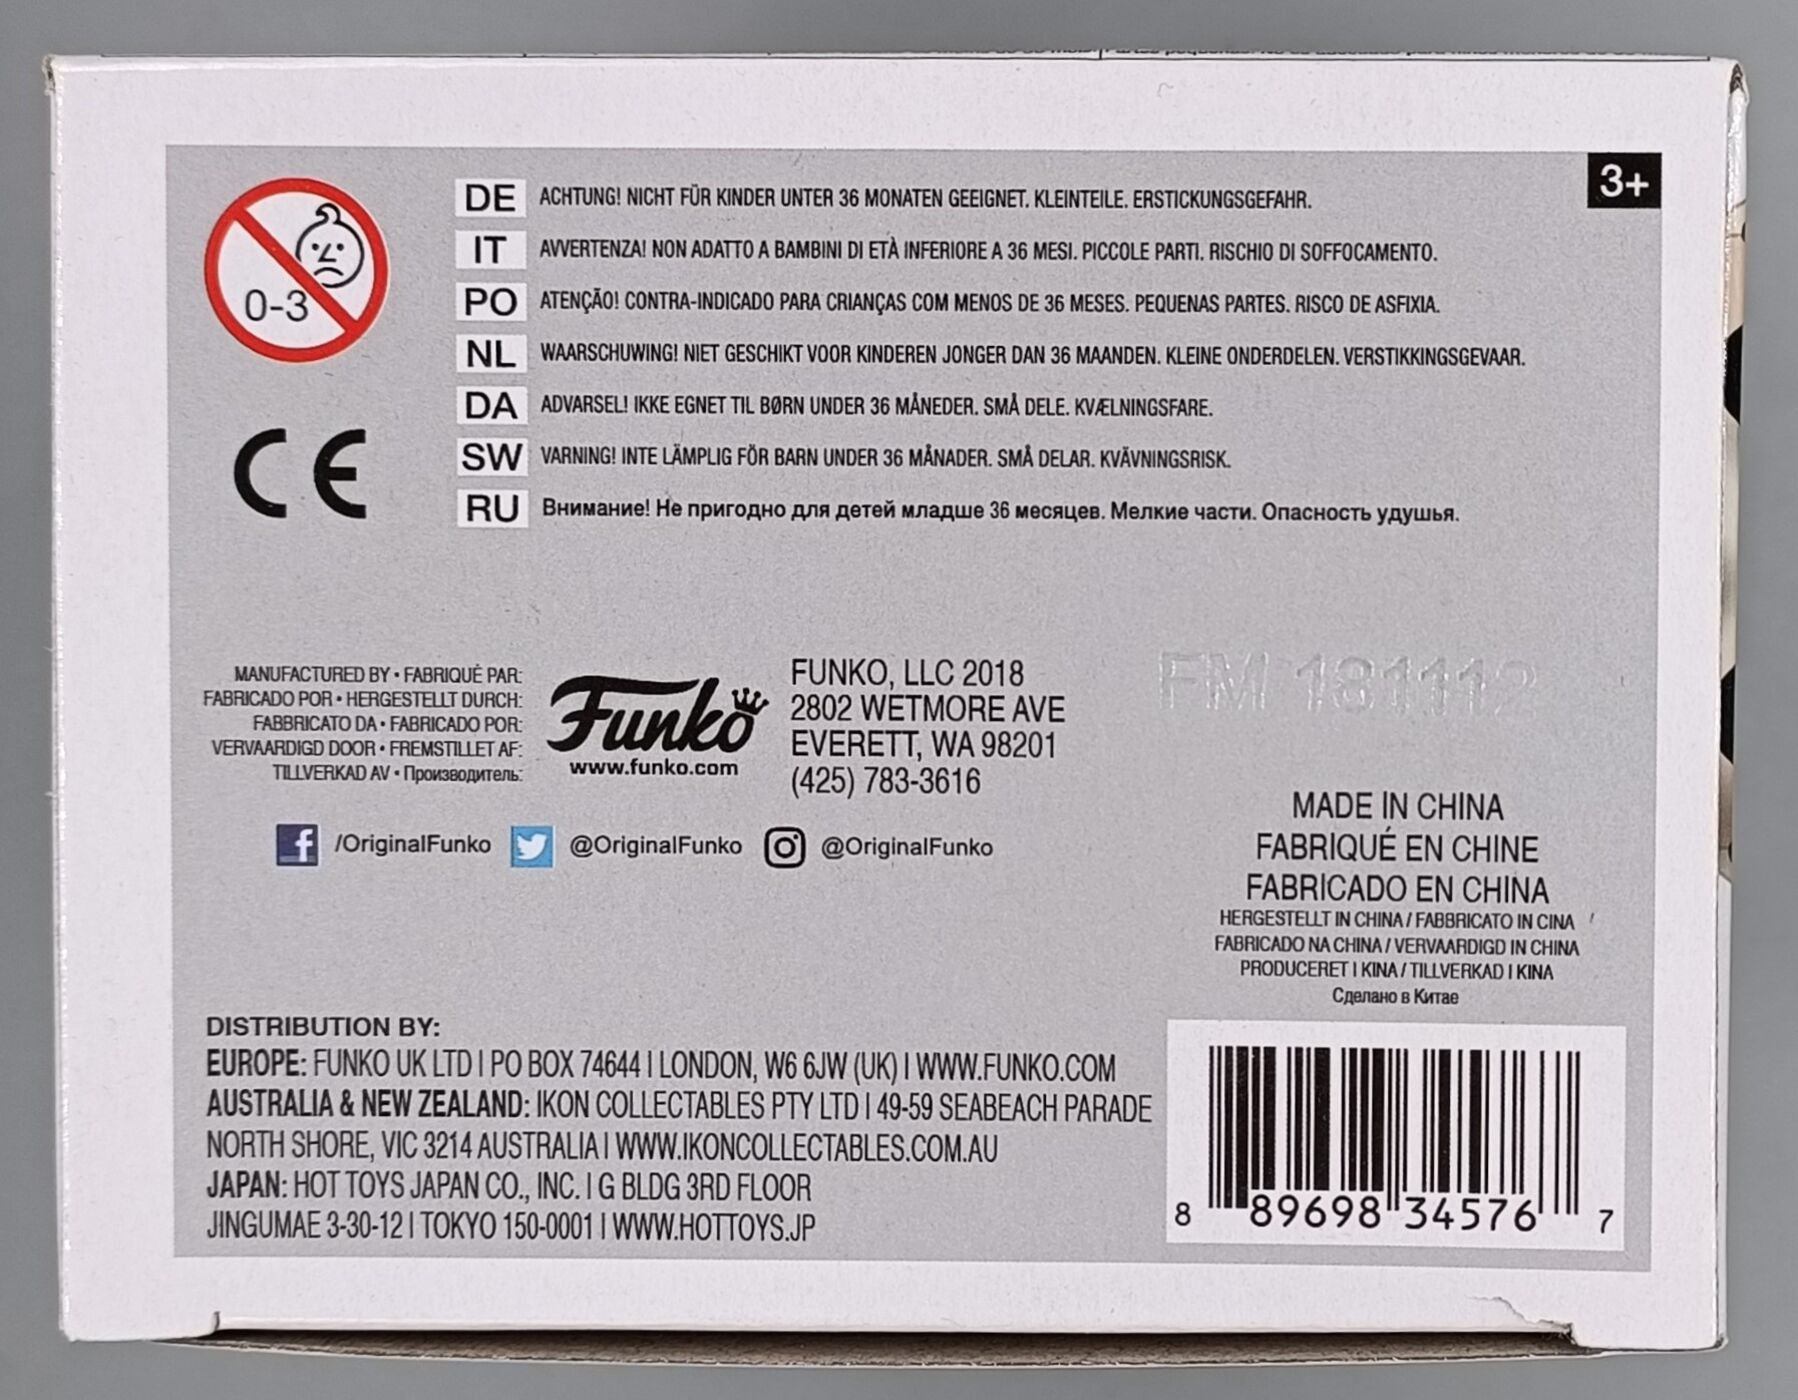 3+
0-3
DE ACHTUNG! NICHT FÜR KINDER UNTER 36 MONATEN GEEIGNET. KLEINTEILE. ERSTICKUNGSGEFAHR.
IT AVVERTENZA! NON ADATTO A BAMBINI DI ETÀ INFERIORE A 36 MESI. PICCOLE PARTI. RISCHIO DI SOFFOCAMENTO.
PO ATENÇÃO! CONTRA-INDICADO PARA CRIANÇAS COM MENOS DE 36 MESES. PEQUENAS PARTES. RISCO DE ASFIXIA.
NL WAARSCHUWING! NIET GESCHIKT VOOR KINDEREN JONGER DAN 36 MAANDEN. KLEINE ONDERDELEN. VERSTIKKINGSGEVAAR.
DA ADVARSEL! IKKE EGNET TIL BØRN UNDER 36 MÅNEDER. SMÅ DELE. KVÆLNINGSFARE.
SW VARNING! INTE LÄMPLIG FÖR BARN UNDER 36 MÅNADER. SMÅ DELAR. KVÄVNINGSRISK.
RU Внимание! Не пригодно для детей младше 36 месяцев. Мелкие части. Опасность удушья.
CE
MANUFACTURED BY • FABRIQUÉ PAR:
FABRICADO POR • HERGESTELLT DURCH:
FABBRICATO DA • FABRICADO POR:
VERVAARDIGD DOOR • FREMSTILLET AF:
TILLVERKAD AV • Производитель:
Funko
www.funko.com
FUNKO, LLC 2018
2802 WETMORE AVE
EVERETT, WA 98201
(425) 783-3616
FM 181112
/OriginalFunko @OriginalFunko @OriginalFunko
MADE IN CHINA
FABRIQUÉ EN CHINE
FABRICADO EN CHINA
HERGESTELLT IN CHINA / FABBRICATO IN CINA /
FABRICADO NA CHINA / VERVAARDIGD IN CHINA
PRODUCERET I KINA / TILLVERKAD I KINA
Сделано в Китае
DISTRIBUTION BY:
EUROPE: FUNKO UK LTD | PO BOX 74644 | LONDON, W6 6JW (UK) | WWW.FUNKO.COM
AUSTRALIA & NEW ZEALAND: IKON COLLECTABLES PTY LTD | 49-59 SEABEACH PARADE
NORTH SHORE, VIC 3214 AUSTRALIA | WWW.IKONCOLLECTABLES.COM.AU
JAPAN: HOT TOYS JAPAN CO., INC. | G BLDG 3RD FLOOR
JINGUMAE 3-30-12 | TOKYO 150-0001 | WWW.HOTTOYS.JP
8 89698 34576 7